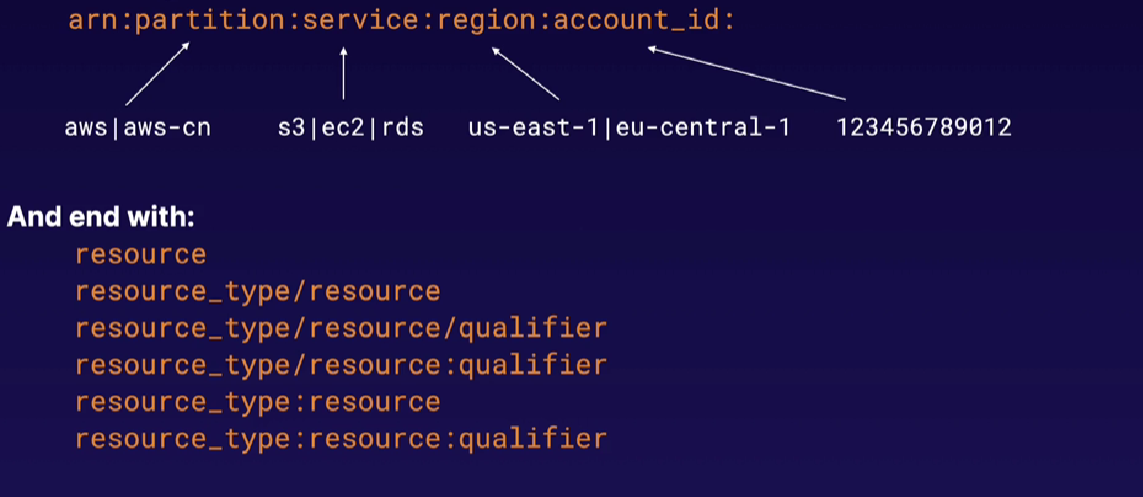 arn:partition:service:region:account_id:
aws|aws-cn s3|ec2|rds us-east-1|eu-central-1 123456789012
And end with:
resource
resource_type/resource
resource_type/resource/qualifier
resource_type/resource:qualifier
resource_type:resource
resource_type:resource:qualifier